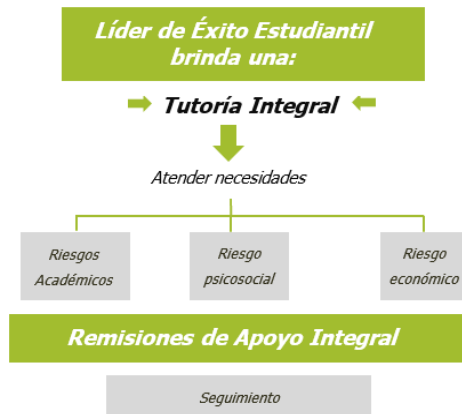 Líder de Éxito Estudiantil
brinda una:
Tutoría Integral
Atender necesidades
Riesgos
Académicos
Riesgo
psicosocial
Riesgo
económico
Remisiones de Apoyo Integral
Seguimiento